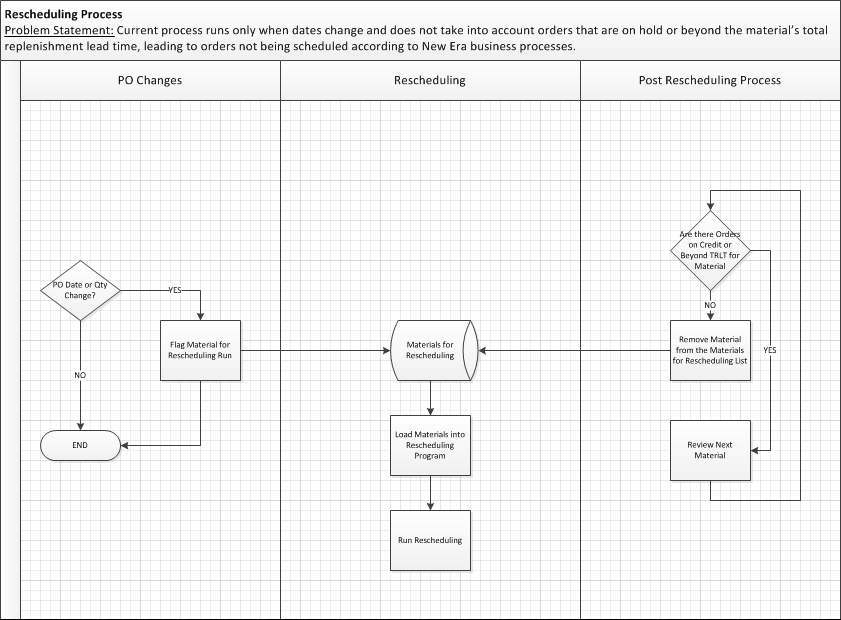 Rescheduling Process
Problem Statement: Current process runs only when dates change and does not take into account orders that are on hold or beyond the material's total
replenishment lead time, leading to orders not being scheduled according to New Era business processes.
PO Changes
Rescheduling
Post Rescheduling Process
PO Date or Qty
Change?
YES
NO
Flag Material for
Rescheduling Run
END
Materials for
Rescheduling
Load Materials into
Rescheduling
Program
Run Rescheduling
Are there Orders
on Credit or
Beyond TRLT for
Material
NO
YES
Remove Material
from the Materials
for Rescheduling List
Review Next
Material